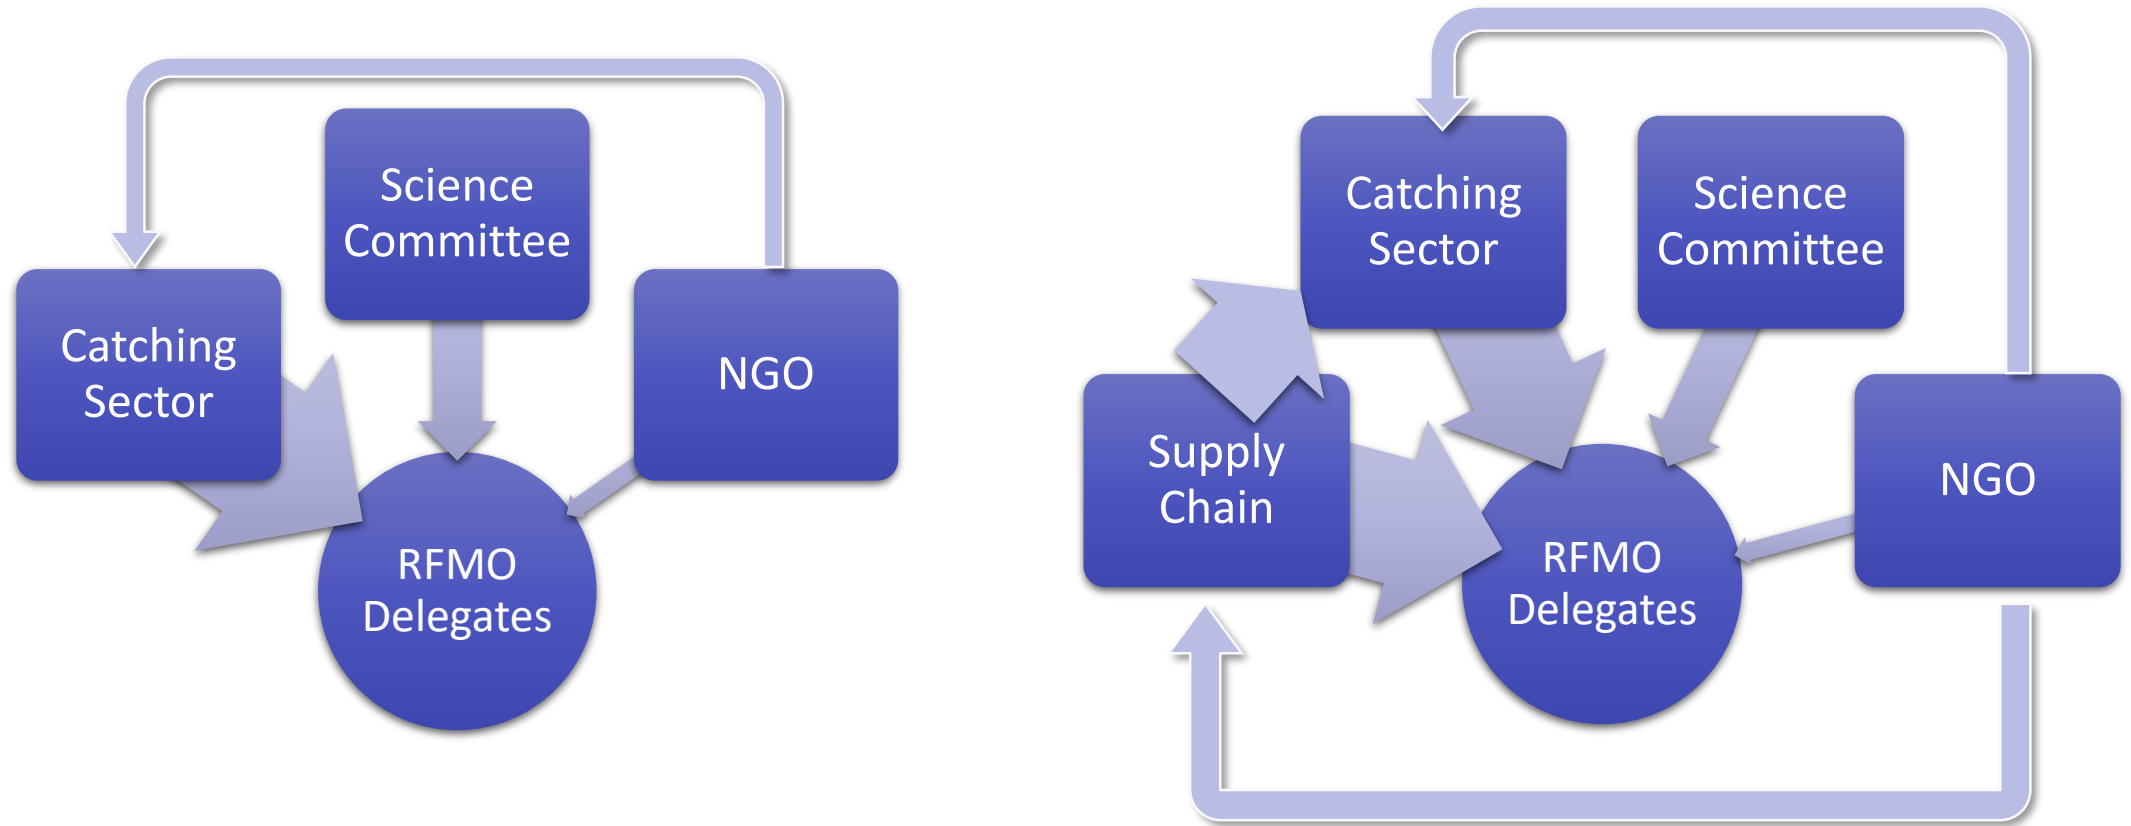 Science
Committee
Catching
Sector
NGO
RFMO
Delegates
Catching
Sector
Science
Committee
Supply
Chain
NGO
RFMO
Delegates